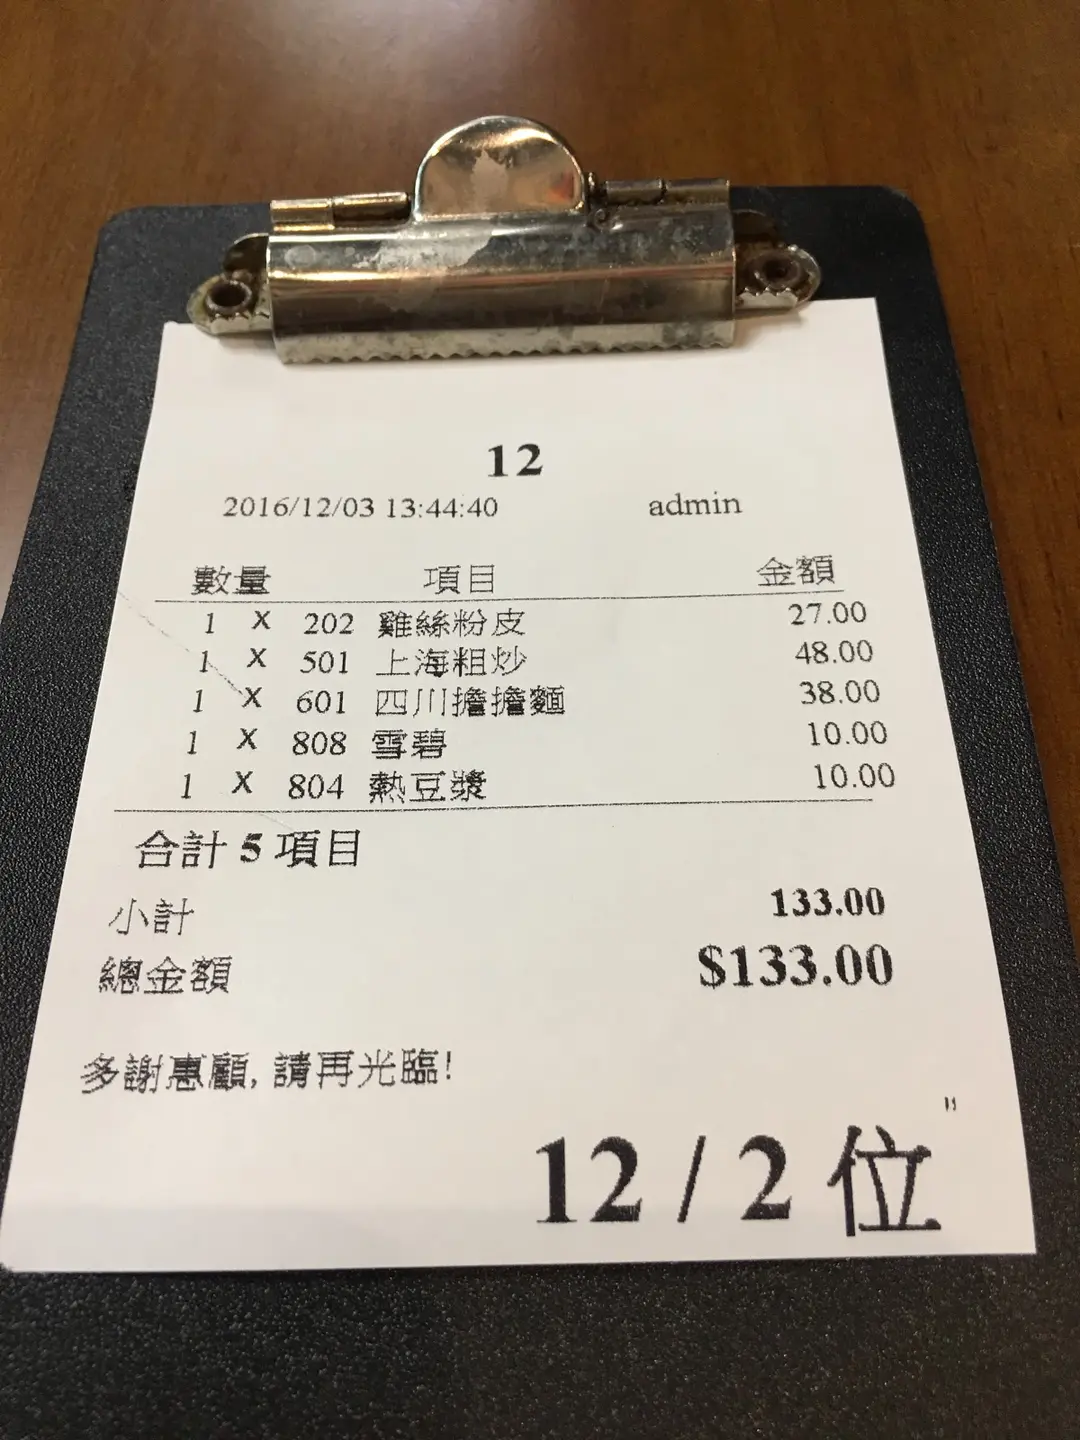 12
2016/12/03 13:44:40 admin
數量 項目 金額
1 X 202 雞絲粉皮 27.00
1 X 501 上海粗炒 48.00
1 X 601 四川擔擔麵 38.00
1 X 808 雪碧 10.00
1 X 804 熱豆漿 10.00
合計 5 項目
小計 133.00
總金額 $133.00
多謝惠顧, 請再光臨!
12 / 2 位